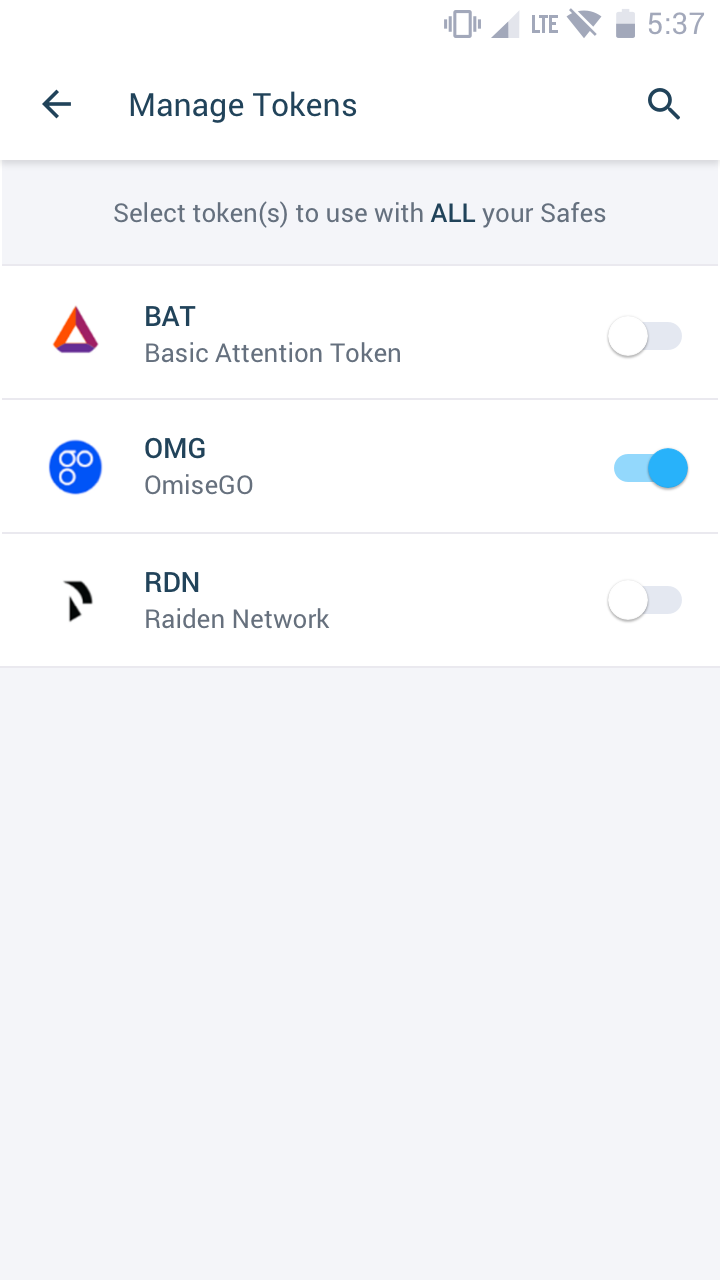 LTE 5:37
Manage Tokens
Select token(s) to use with ALL your Safes
BAT
Basic Attention Token
OMG
OmiseGO
RDN
Raiden Network